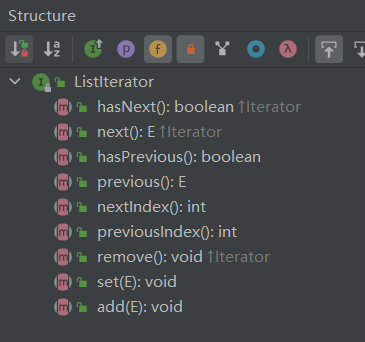 Structure
ListIterator
hasNext(): boolean ↑Iterator
next(): E ↑Iterator
hasPrevious(): boolean
previous(): E
nextIndex(): int
previousIndex(): int
remove(): void ↑Iterator
set(E): void
add(E): void